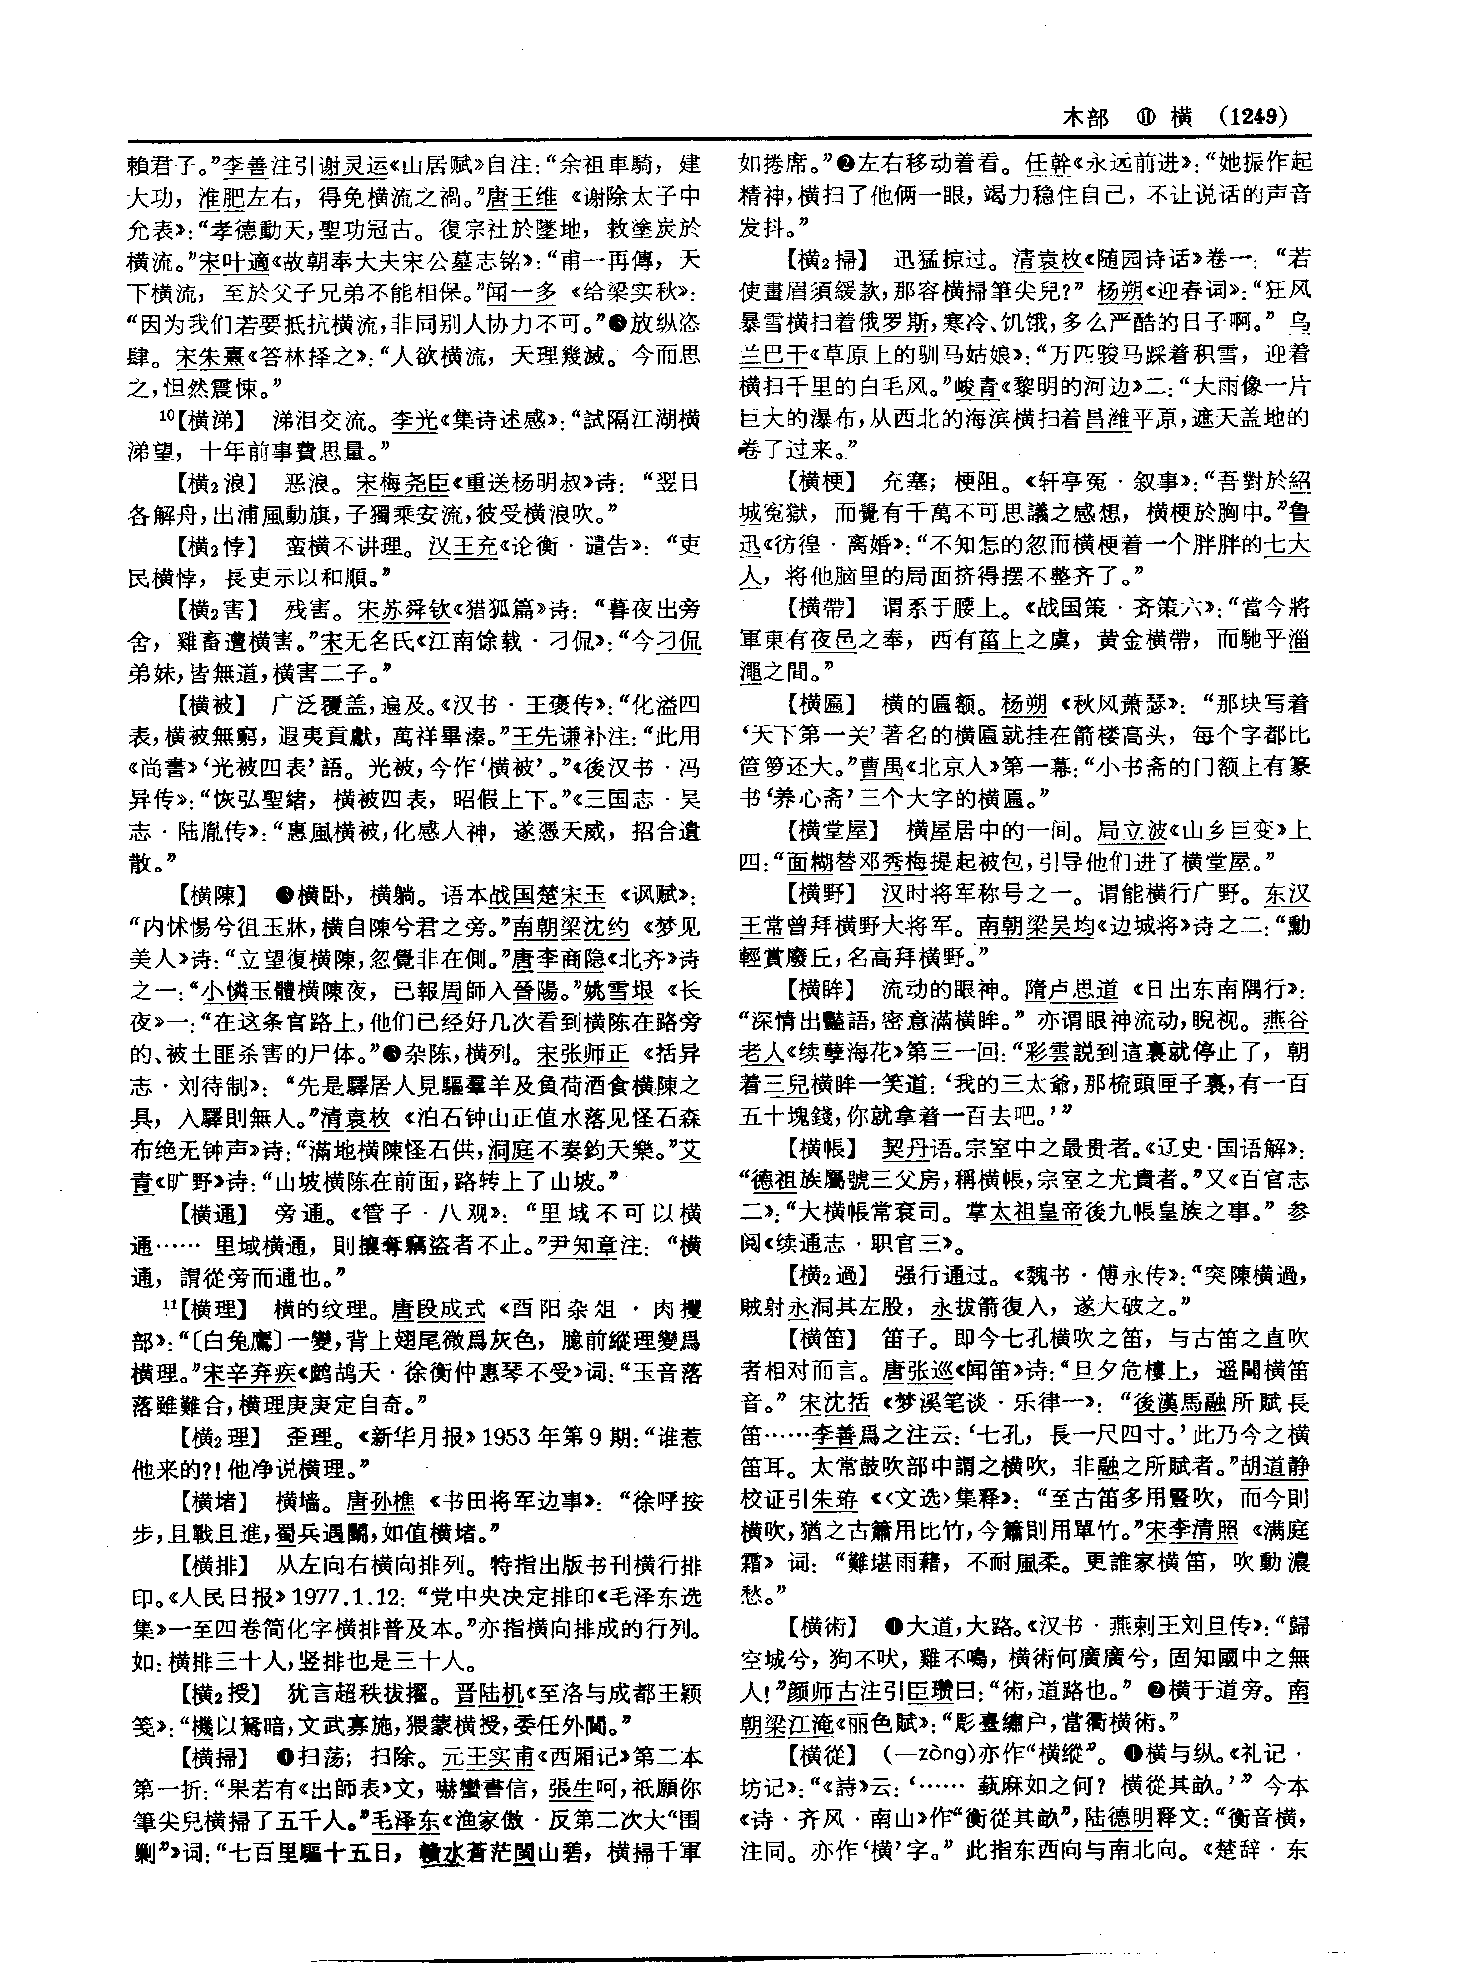 木部　⑪　横　(1249)
賴君子。”李善注引谢灵运《山居赋》自注：“余祖車騎，建
大功，淮肥左右，得免横流之禍。”唐王维《谢除太子中
允表》：“孝德動天，聖功冠古。復宗社於墜地，救塗炭於
横流。”宋叶適《故朝奉大夫宋公墓志铭》：“甫一再傳，天
下横流，至於父子兄弟不能相保。”闻一多《给梁实秋》：
“因为我们若要抵抗横流，非同别人协力不可。”❸放纵恣
肆。宋朱熹《答林择之》：“人欲横流，天理幾滅。今而思
之，怛然震悚。”
¹⁰【横涕】　涕泪交流。李光《集诗述感》：“試隔江湖横
涕望，十年前事費思量。”
【横₂浪】　恶浪。宋梅尧臣《重送杨明叔》诗：“翌日
各解舟，出浦風動旗，子獨乘安流，彼受横浪吹。”
【横₂悖】　蛮横不讲理。汉王充《论衡·谴告》：“吏
民横悖，長吏示以和順。”
【横₂害】　残害。宋苏舜钦《猎狐篇》诗：“暮夜出旁
舍，雞畜遭横害。”宋无名氏《江南馀载·刁侃》：“今刁侃
弟妹，皆無道，横害二子。”
【横被】　广泛覆盖，遍及。《汉书·王褒传》：“化溢四
表，横被無窮，遐夷貢獻，萬祥畢溱。”王先谦补注：“此用
《尚書》‘光被四表’語。光被，今作‘横被’。”《後汉书·冯
异传》：“恢弘聖緒，横被四表，昭假上下。”《三国志·吴
志·陆胤传》：“惠風横被，化感人神，遂憑天威，招合遺
散。”
【横陳】　❶横卧，横躺。语本战国楚宋玉《讽赋》：
“内怵惕兮徂玉牀，横自陳兮君之旁。”南朝梁沈约《梦见
美人》诗：“立望復横陳，忽覺非在側。”唐李商隐《北齐》诗
之一：“小憐玉體横陳夜，已報周師入晉陽。”姚雪垠《长
夜》一：“在这条官路上，他们已经好几次看到横陈在路旁
的、被土匪杀害的尸体。”❷杂陈，横列。宋张师正《括异
志·刘待制》：“先是驛居人見驅羣羊及負荷酒食横陳之
具，入驛則無人。”清袁枚《泊石钟山正值水落见怪石森
布绝无钟声》诗：“滿地横陳怪石供，洞庭不奏鈞天樂。”艾
青《旷野》诗：“山坡横陈在前面，路转上了山坡。”
【横通】　旁通。《管子·八观》：“里域不可以横
通…… 里域横通，則攘奪竊盜者不止。”尹知章注：“横
通，謂從旁而通也。”
¹¹【横理】　横的纹理。唐段成式《酉阳杂俎·肉攫
部》：“〔白兔鷹〕一變，背上翅尾微爲灰色，臆前縱理變爲
横理。”宋辛弃疾《鹧鸪天·徐衡仲惠琴不受》词：“玉音落
落雖難合，横理庚庚定自奇。”
【横₂理】　歪理。《新华月报》1953年第9期：“谁惹
他来的?!他净说横理。”
【横堵】　横墙。唐孙樵《书田将军边事》：“徐呼按
步，且戰且進，蜀兵遇鬭，如值横堵。”
【横排】　从左向右横向排列。特指出版书刊横行排
印。《人民日报》1977.1.12：“党中央决定排印《毛泽东选
集》一至四卷简化字横排普及本。”亦指横向排成的行列。
如：横排三十人，竖排也是三十人。
【横₂授】　犹言超秩拔擢。晋陆机《至洛与成都王颖
笺》：“機以駑暗，文武寡施，猥蒙横授，委任外閫。”
【横掃】　❶扫荡；扫除。元王实甫《西厢记》第二本
第一折：“果若有《出師表》文，嚇蠻書信，張生呵，祇願你
筆尖兒横掃了五千人。”毛泽东《渔家傲·反第二次大“围
剿”》词：“七百里驅十五日，贛水蒼茫閩山碧，横掃千軍
如捲席。”❷左右移动着看。任斡《永远前进》：“她振作起
精神，横扫了他俩一眼，竭力稳住自己，不让说话的声音
发抖。”
【横₂掃】　迅猛掠过。清袁枚《随园诗话》卷一：“若
使畫眉須緩款，那容横掃筆尖兒？”杨朔《迎春词》：“狂风
暴雪横扫着俄罗斯，寒冷、饥饿，多么严酷的日子啊。”乌
兰巴干《草原上的驯马姑娘》：“万匹骏马踩着积雪，迎着
横扫千里的白毛风。”峻青《黎明的河边》二：“大雨像一片
巨大的瀑布，从西北的海滨横扫着昌潍平原，遮天盖地的
卷了过来。”
【横梗】　充塞；梗阻。《轩亭冤·叙事》：“吾對於紹
城冤獄，而覺有千萬不可思議之感想，横梗於胸中。”鲁
迅《彷徨·离婚》：“不知怎的忽而横梗着一个胖胖的七大
人，将他脑里的局面挤得摆不整齐了。”
【横帶】　谓系于腰上。《战国策·齐策六》：“當今將
軍東有夜邑之奉，西有菑上之虞，黄金横帶，而馳乎淄
澠之間。”
【横匾】　横的匾额。杨朔《秋风萧瑟》：“那块写着
‘天下第一关’著名的横匾就挂在箭楼高头，每个字都比
笸箩还大。”曹禺《北京人》第一幕：“小书斋的门额上有篆
书‘养心斋’三个大字的横匾。”
【横堂屋】　横屋居中的一间。周立波《山乡巨变》上
四：“面糊替邓秀梅提起被包，引导他们进了横堂屋。”
【横野】　汉时将军称号之一。谓能横行广野。东汉
王常曾拜横野大将军。南朝梁吴均《边城将》诗之二：“勳
輕賞廢丘，名高拜横野。”
【横眸】　流动的眼神。隋卢思道《日出东南隅行》：
“深情出豔語，密意滿横眸。”亦谓眼神流动，睨视。燕谷
老人《续孽海花》第三一回：“彩雲説到這裏就停止了，朝
着三兒横眸一笑道：‘我的三太爺，那梳頭匣子裏，有一百
五十塊錢，你就拿着一百去吧。’”
【横帳】　契丹语。宗室中之最贵者。《辽史·国语解》：
“德祖族屬號三父房，稱横帳，宗室之尤貴者。”又《百官志
二》：“大横帳常衮司。掌太祖皇帝後九帳皇族之事。”参
阅《续通志·职官三》。
【横₂過】　强行通过。《魏书·傅永传》：“突陳横過，
賊射永洞其左股，永拔箭復入，遂大破之。”
【横笛】　笛子。即今七孔横吹之笛，与古笛之直吹
者相对而言。唐张巡《闻笛》诗：“旦夕危樓上，遥聞横笛
音。”宋沈括《梦溪笔谈·乐律一》：“後漢馬融所賦長
笛……李善爲之注云：‘七孔，長一尺四寸。’此乃今之横
笛耳。太常鼓吹部中謂之横吹，非融之所賦者。”胡道静
校证引朱珔《〈文选〉集释》：“至古笛多用豎吹，而今則
横吹，猶之古簫用比竹，今簫則用單竹。”宋李清照《满庭
霜》词：“難堪雨藉，不耐風柔。更誰家横笛，吹動濃
愁。”
【横術】　❶大道，大路。《汉书·燕剌王刘旦传》：“歸
空城兮，狗不吠，雞不鳴，横術何廣廣兮，固知國中之無
人！”颜师古注引臣瓒曰：“術，道路也。”❷横于道旁。南
朝梁江淹《丽色赋》：“彫臺繡户，當衢横術。”
【横從】　(—zòng)亦作“横縱”。❶横与纵。《礼记·
坊记》：“《詩》云：‘…… 蓺麻如之何？横從其畝。’”今本
《诗·齐风·南山》作“衡從其畝”，陆德明释文：“衡音横，
注同。亦作‘横’字。”此指东西向与南北向。《楚辞·东